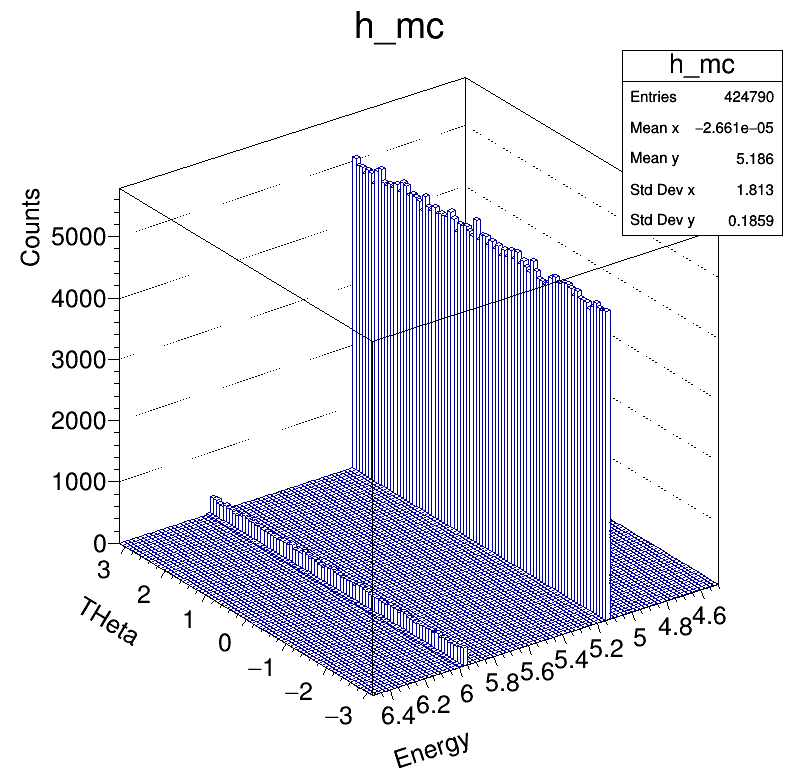 h_mc
h_mc
Entries 424790
Mean x −2.661e−05
Mean y 5.186
Std Dev x 1.813
Std Dev y 0.1859
Counts
5000
4000
3000
2000
1000
0
3
2
1
0
−1
−2
−3
THeta
6.4 6.2 6 5.8 5.6 5.4 5.2 5 4.8 4.6
Energy